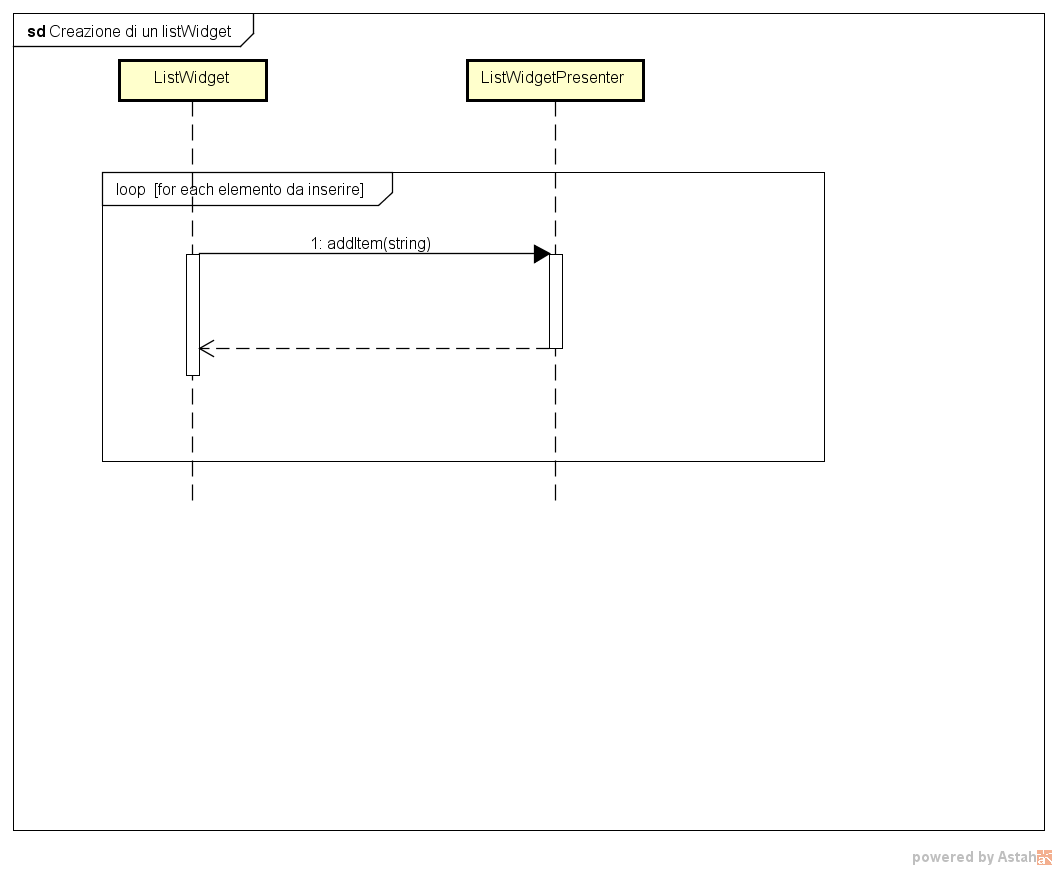 sd Creazione di un listWidget
ListWidget
ListWidgetPresenter
loop [for each elemento da inserire]
1: addItem(string)
powered by Astah